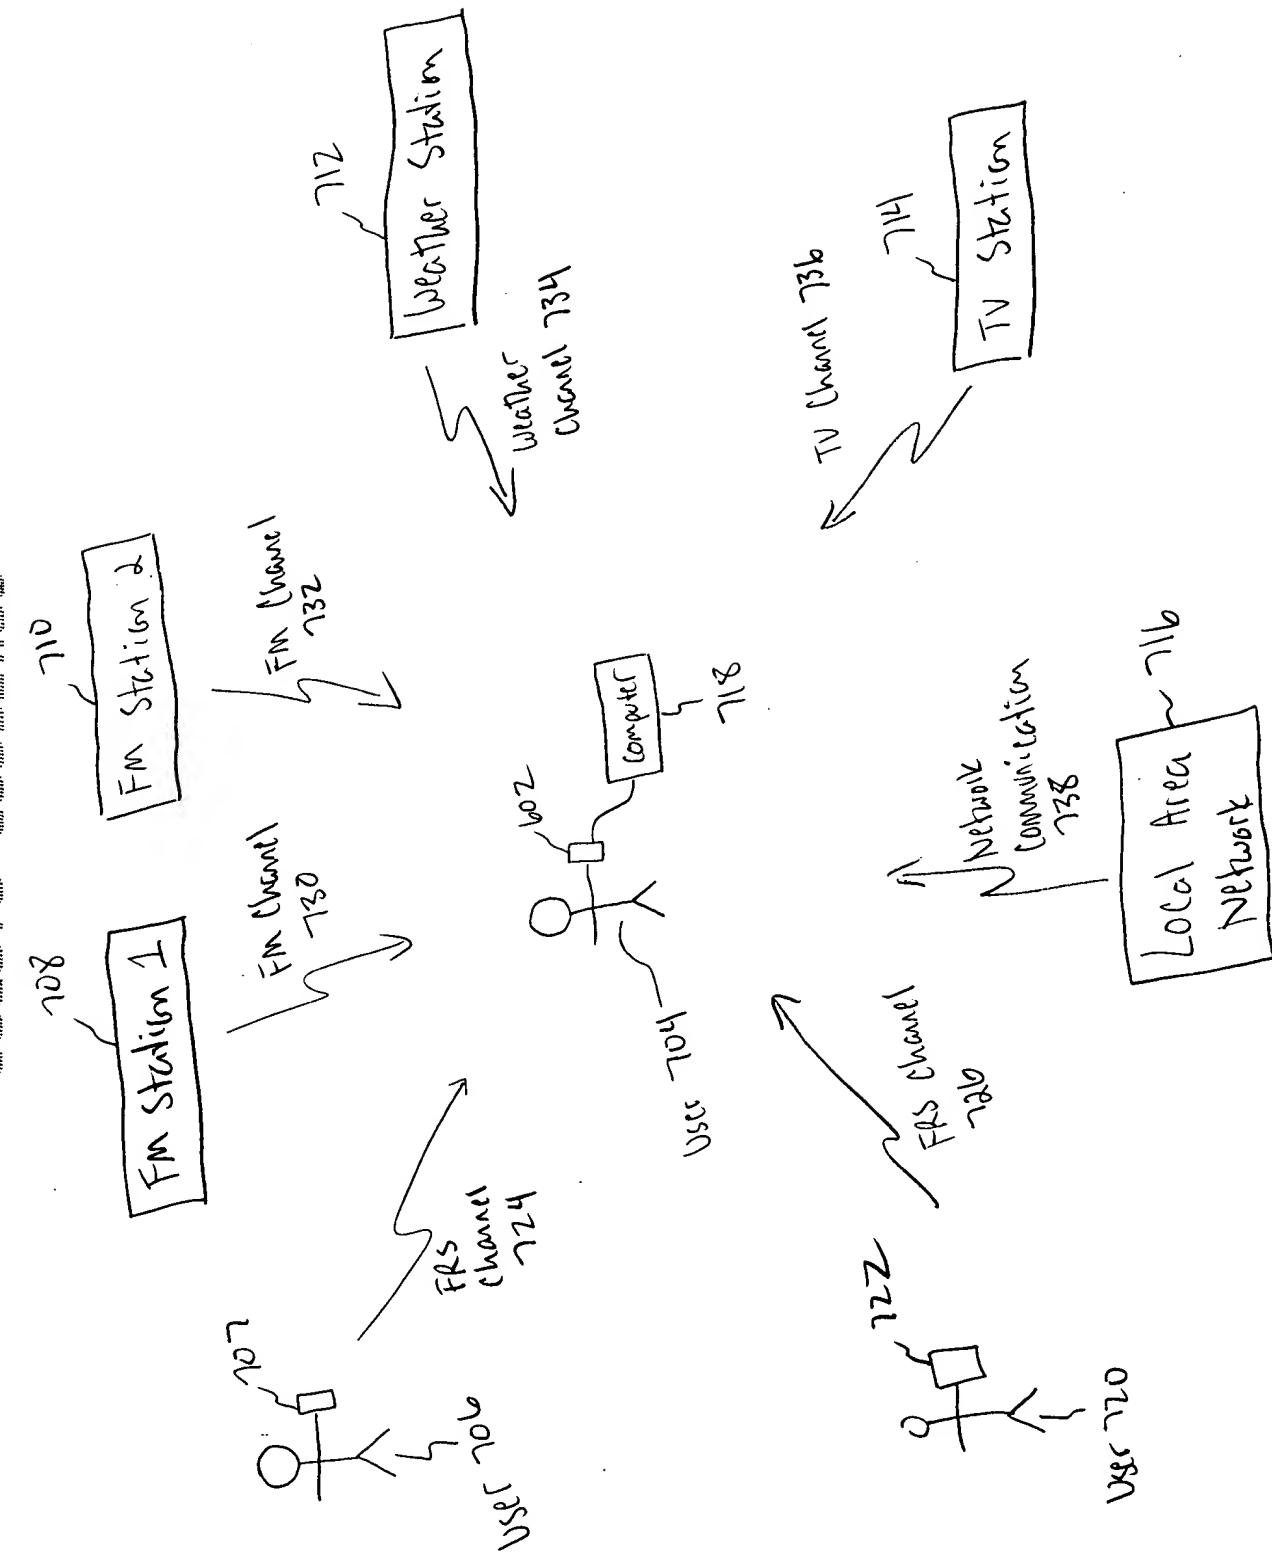 708
FM Station 1
FM Channel
730
710
FM Station 2
FM Channel
732
712
Weather Station
Weather
Channel 734
707
User 706
FRS
Channel
724
602
Computer
718
User 704
TV Channel 736
714
TV Station
722
User 720
FRS Channel
726
Network
Communication
738
716
Local Area
Network